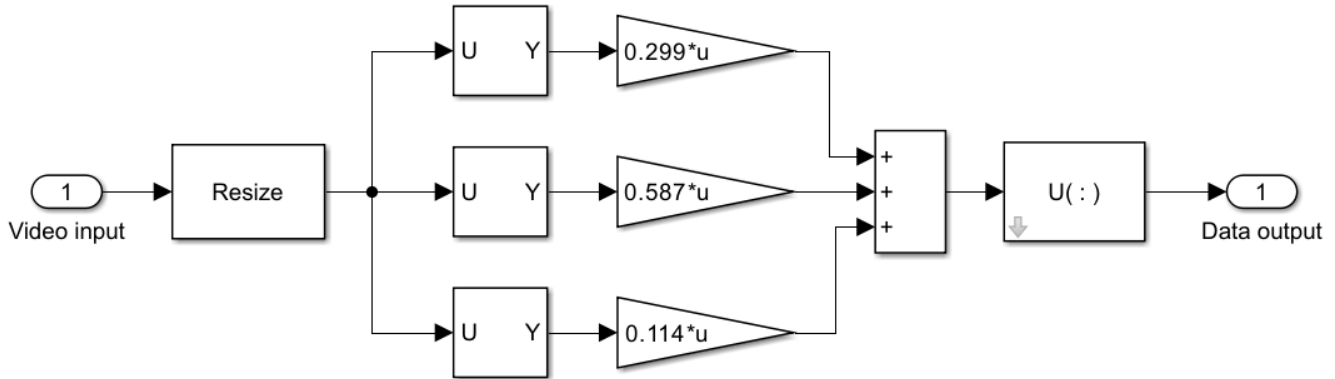 U Y
0.299*u
1
Video input
Resize
U Y
0.587*u
+
+
+
U( : )
1
Data output
U Y
0.114*u